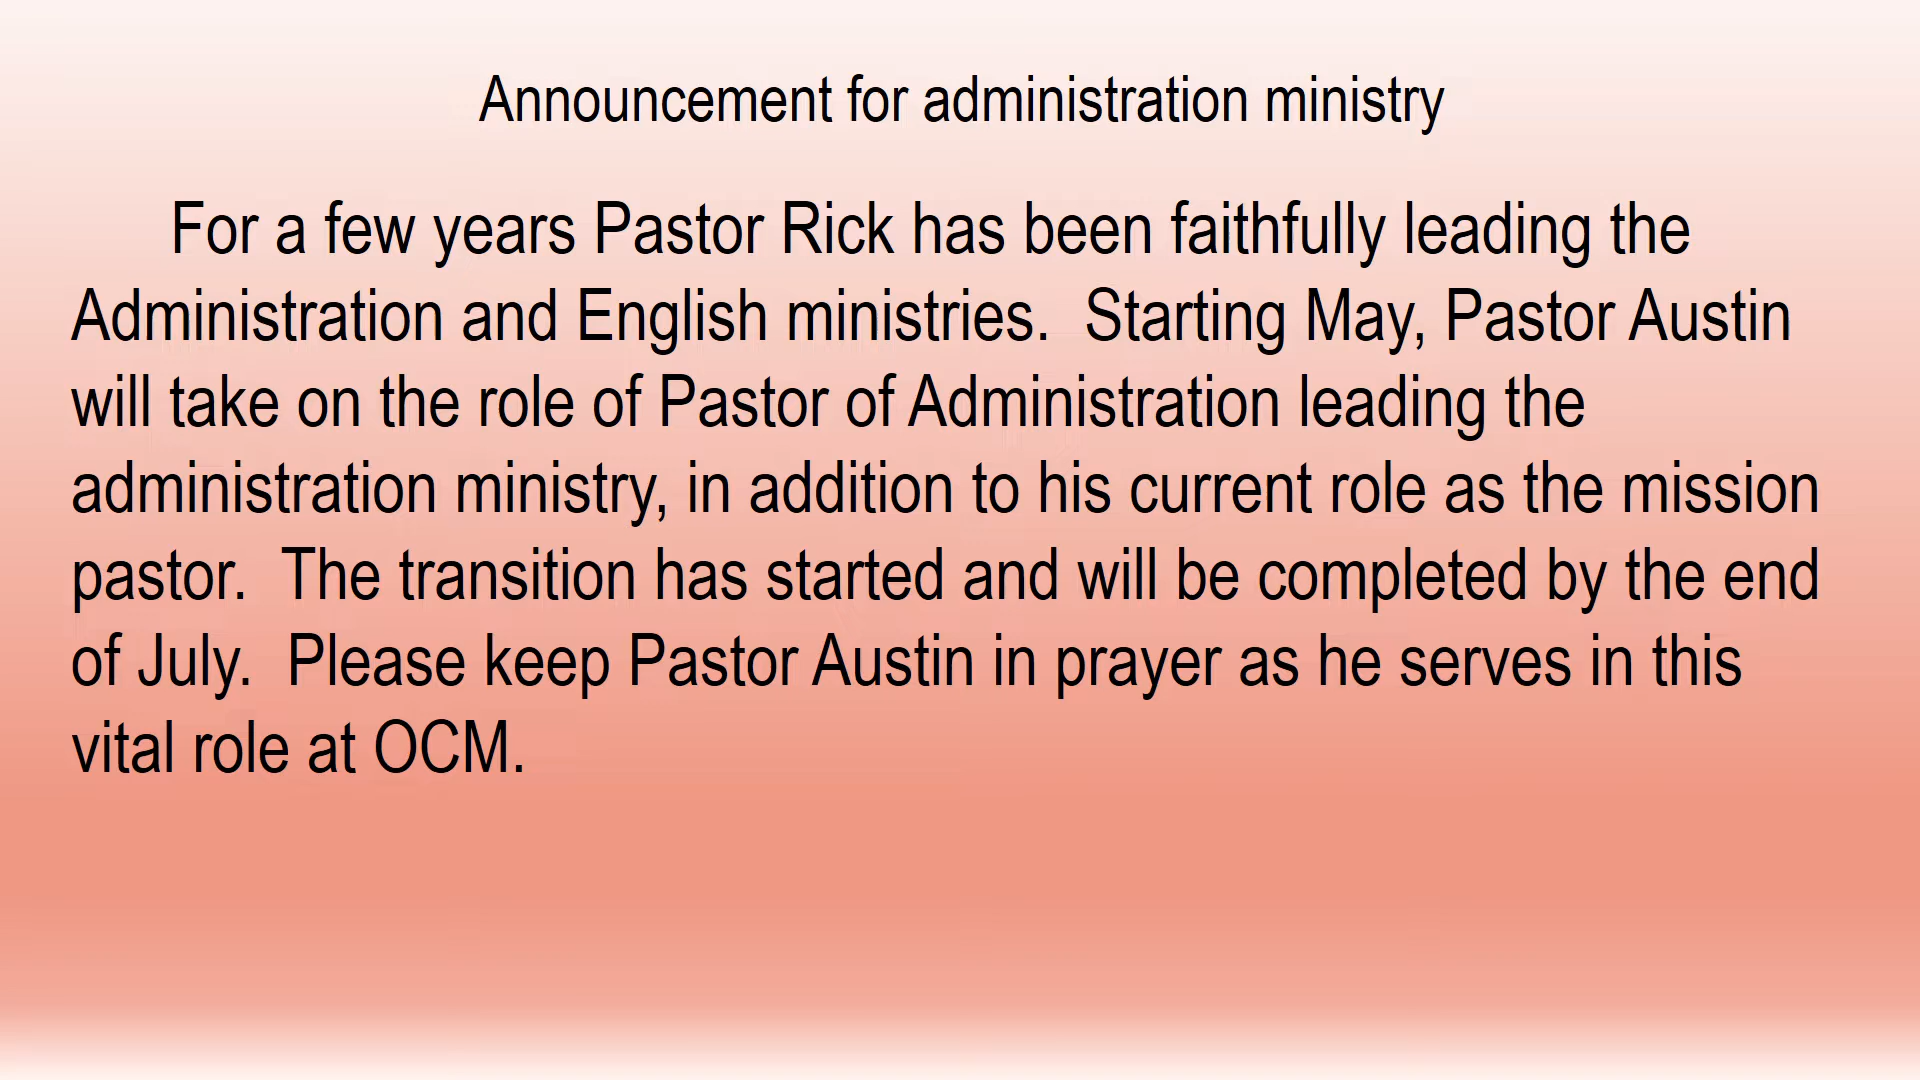 Announcement for administration ministry
For a few years Pastor Rick has been faithfully leading the
Administration and English ministries.  Starting May, Pastor Austin
will take on the role of Pastor of Administration leading the
administration ministry, in addition to his current role as the mission
pastor.  The transition has started and will be completed by the end
of July.  Please keep Pastor Austin in prayer as he serves in this
vital role at OCM.